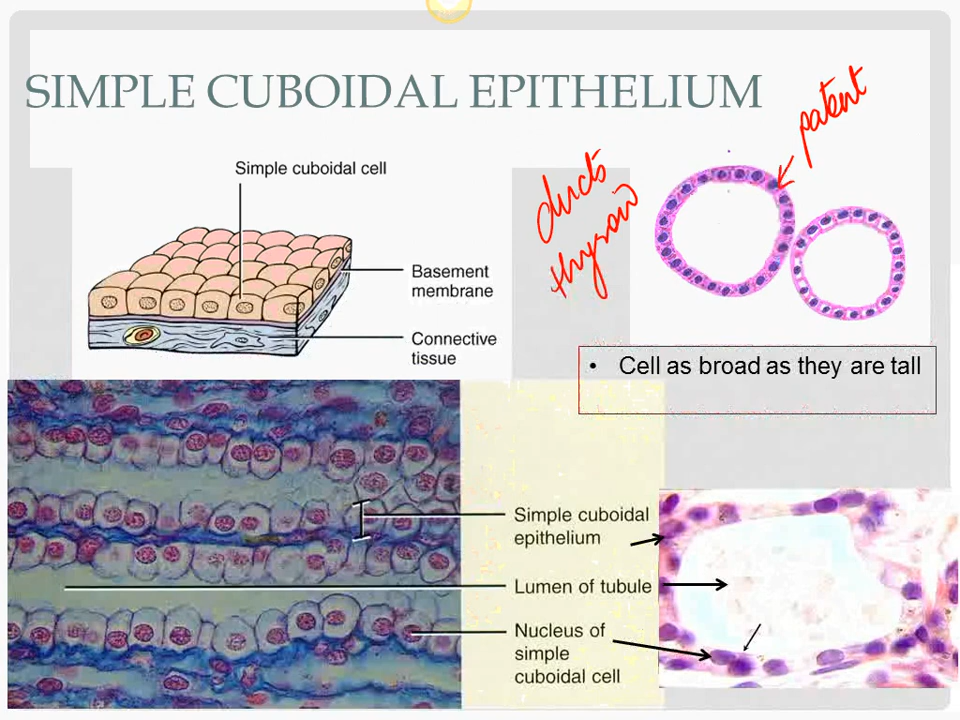 SIMPLE CUBOIDAL EPITHELIUM
Simple cuboidal cell
Basement
membrane
Connective
tissue
ducts
thyroid
patent
• Cell as broad as they are tall
Simple cuboidal
epithelium
Lumen of tubule
Nucleus of
simple
cuboidal cell